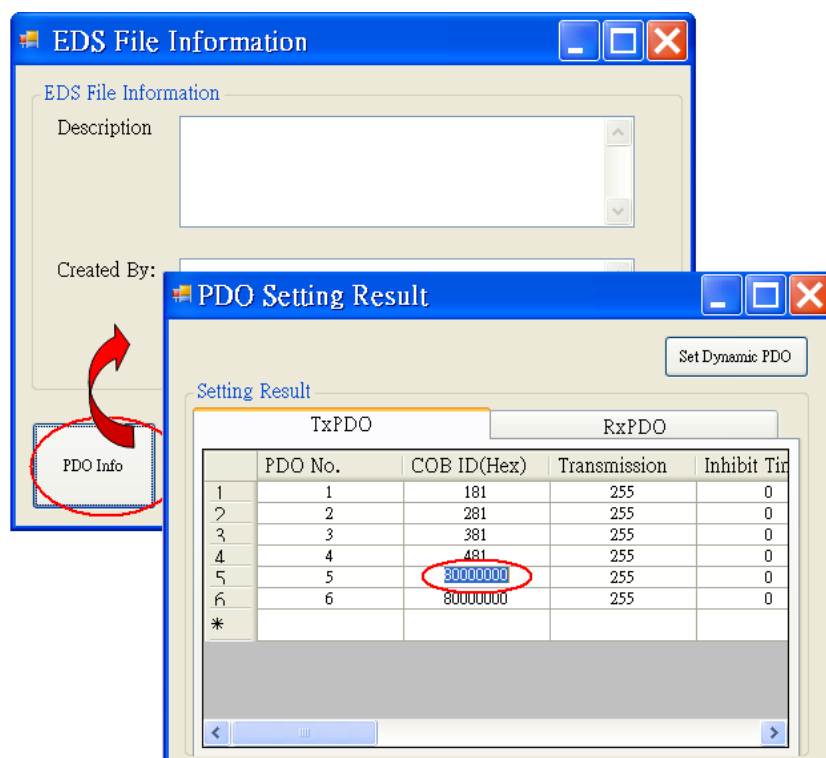 EDS File Information
EDS File Information
Description
Created By:
PDO Info
PDO Setting Result
Set Dynamic PDO
Setting Result
TxPDO RxPDO
PDO No. COB ID(Hex) Transmission Inhibit Tim
1 1 181 255 0
2 2 281 255 0
3 3 381 255 0
4 4 481 255 0
5 5 80000000 255 0
6 6 80000000 255 0
*